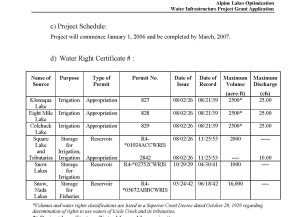 Alpine Lakes Optimization
Water Infrastructure Project Grant Application
c) Project Schedule:
Project will commence January 1, 2006 and be completed by March, 2007.
d) Water Right Certificate # :
Name of Source Purpose Type of Permit Permit No. Date of Issue Date of Record Maximum Volume (acre-ft) Maximum Discharge (cfs)
Klonaqua Lake Irrigation Appropriation 827 08/02/26 08/21/39 2500* 25.00
Eight Mile Lake Irrigation Appropriation 828 08/02/26 08/21/39 2500* 25.00
Colchuck Lake Irrigation Appropriation 829 08/02/26 08/21/39 2500* 25.00
Square Lake and Tributaries Storage for Irrigation, Irrigation Reservoir R4-*01924ACCWRIS 2842 08/02/26 08/02/26 11/25/53 11/25/53 2000 ---- ----- 10.00
Snow Lakes Storage for Irrigation Reservoir R4-*02752CWRIS 10/29/29 04/30/41 1000 ----
Snow, Nada Lakes Storage for Fisheries Reservoir R4-*05672ABBCWRIS 03/24/42 06/18/42 16,000 -----
*Volumes and water rights classifications are listed in a Superior Court Decree dated October 28, 1929 regarding
determination of rights to use waters of Icicle Creek and its tributaries.